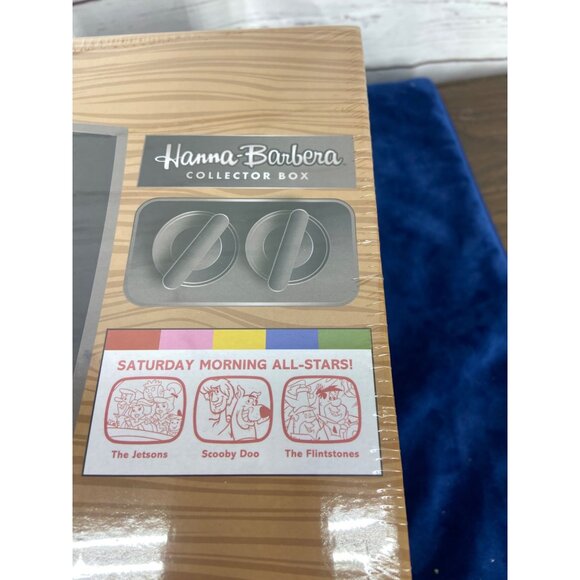 Hanna-Barbera
COLLECTOR BOX
SATURDAY MORNING ALL-STARS!
The Jetsons Scooby Doo The Flintstones